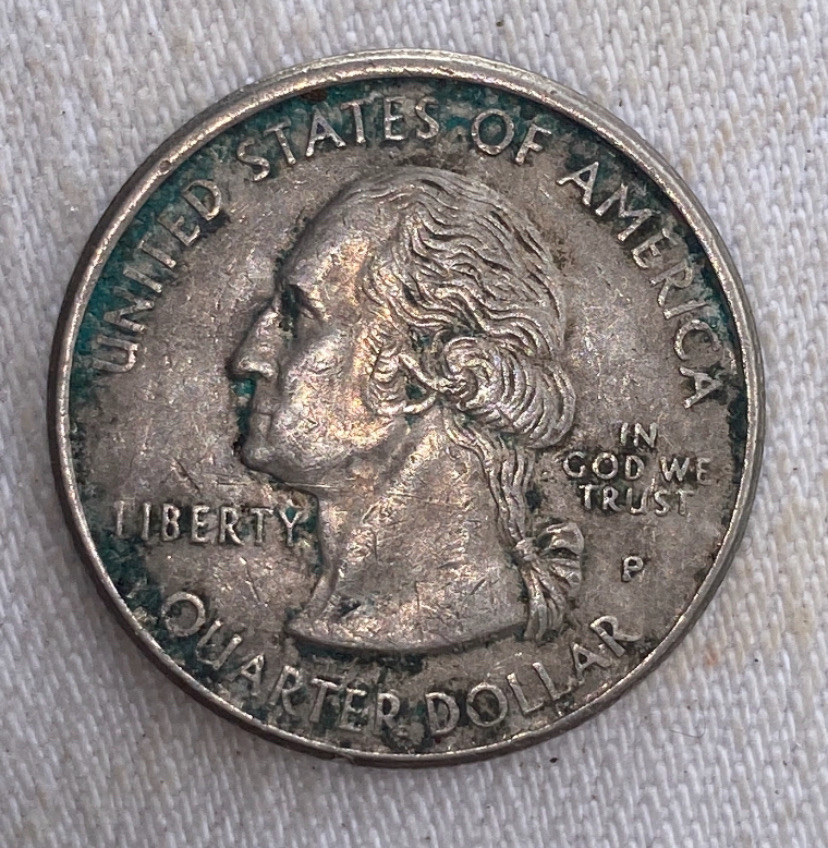 UNITED STATES OF AMERICA
LIBERTY
IN
GOD WE
TRUST
P
QUARTER DOLLAR